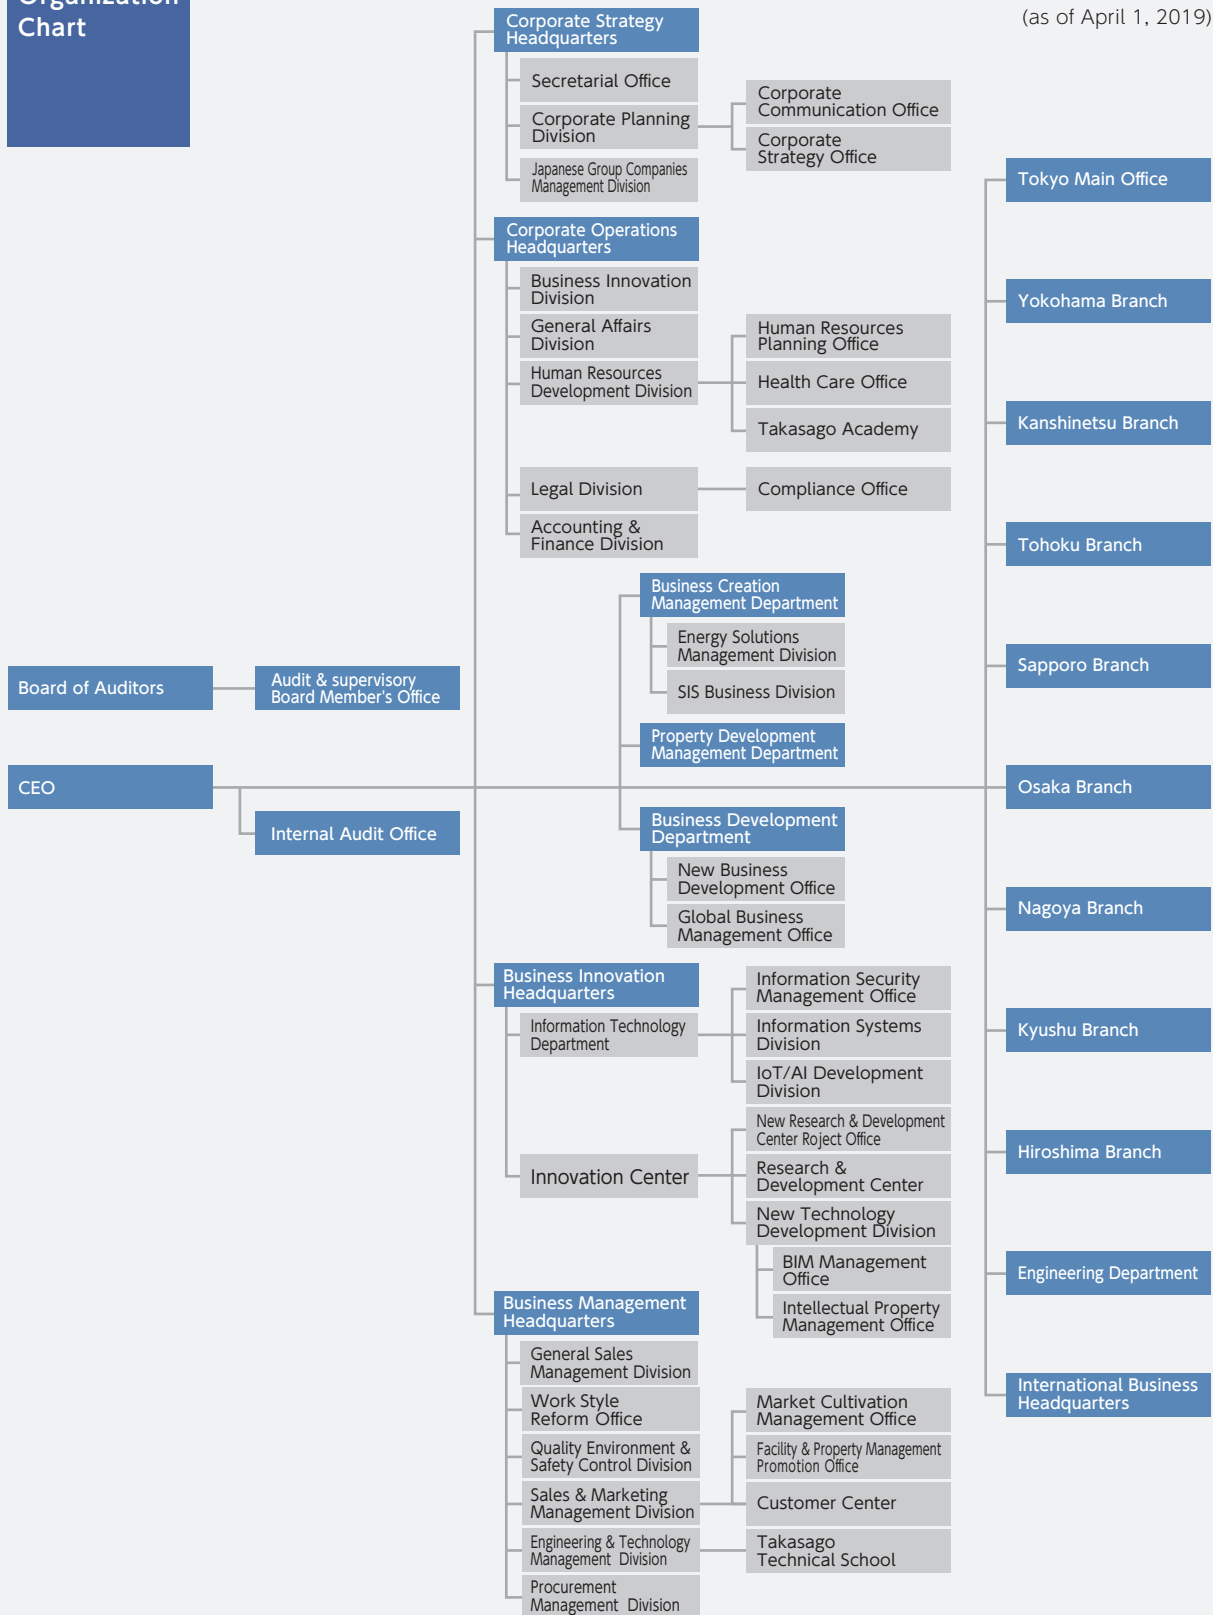 Organization
Chart
(as of April 1, 2019)
Corporate Strategy
Headquarters
Secretarial Office
Corporate Planning
Division
Japanese Group Companies
Management Division
Corporate
Communication Office
Corporate
Strategy Office
Corporate Operations
Headquarters
Business Innovation
Division
General Affairs
Division
Human Resources
Development Division
Human Resources
Planning Office
Health Care Office
Takasago Academy
Legal Division
Compliance Office
Accounting &
Finance Division
Business Creation
Management Department
Energy Solutions
Management Division
SIS Business Division
Property Development
Management Department
Board of Auditors
Audit & supervisory
Board Member's Office
CEO
Internal Audit Office
Business Development
Department
New Business
Development Office
Global Business
Management Office
Business Innovation
Headquarters
Information Technology
Department
Information Security
Management Office
Information Systems
Division
IoT/AI Development
Division
Innovation Center
New Research & Development
Center Roject Office
Research &
Development Center
New Technology
Development Division
BIM Management
Office
Intellectual Property
Management Office
Business Management
Headquarters
General Sales
Management Division
Work Style
Reform Office
Quality Environment &
Safety Control Division
Sales & Marketing
Management Division
Engineering & Technology
Management Division
Procurement
Management Division
Market Cultivation
Management Office
Facility & Property Management
Promotion Office
Customer Center
Takasago
Technical School
Tokyo Main Office
Yokohama Branch
Kanshinetsu Branch
Tohoku Branch
Sapporo Branch
Osaka Branch
Nagoya Branch
Kyushu Branch
Hiroshima Branch
Engineering Department
International Business
Headquarters